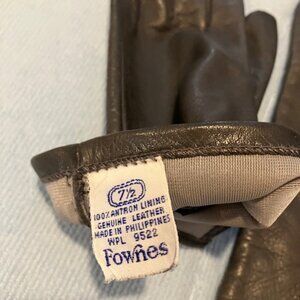 7½
100% ANTRON LINING
GENUINE LEATHER
MADE IN PHILIPPINES
WPL 9522
Fownes